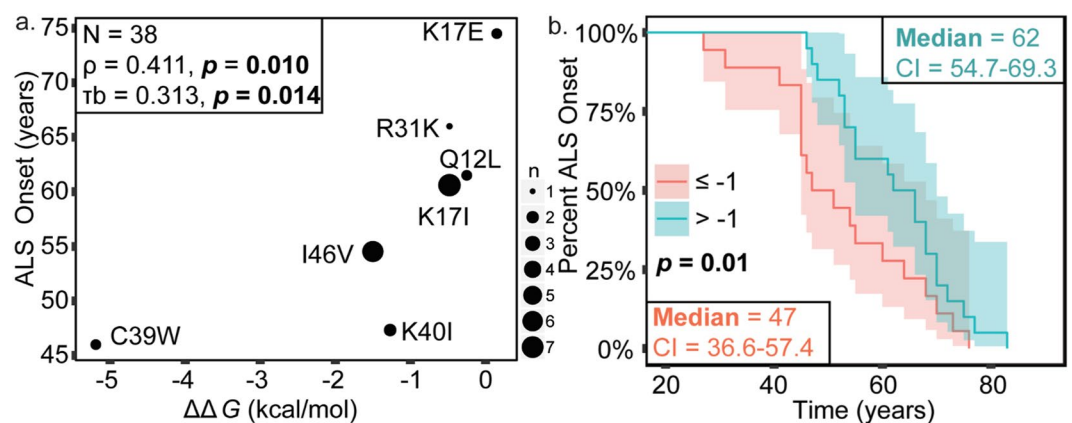 a.
N = 38
ρ = 0.411, p = 0.010
τb = 0.313, p = 0.014
ALS Onset (years)
75
70
65
60
55
50
45
K17E
R31K
Q12L
K17I
I46V
K40I
C39W
n
1
2
3
4
5
6
7
-5 -4 -3 -2 -1 0
ΔΔ G (kcal/mol)
b.
Percent ALS Onset
100%
75%
50%
25%
0%
Median = 62
CI = 54.7-69.3
≤ -1
> -1
p = 0.01
Median = 47
CI = 36.6-57.4
20 40 60 80
Time (years)